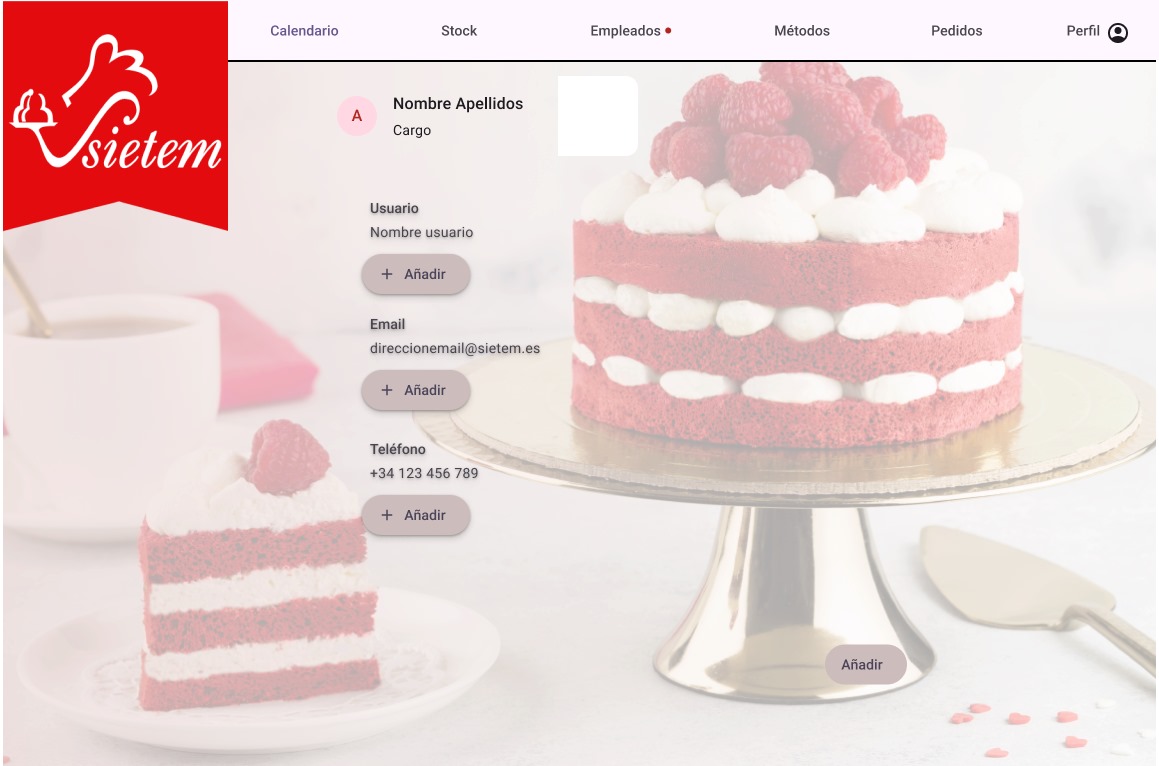 sietem
Calendario
Stock
Empleados
Métodos
Pedidos
Perfil
A
Nombre Apellidos
Cargo
Usuario
Nombre usuario
+ Añadir
Email
direccionemail@sietem.es
+ Añadir
Teléfono
+34 123 456 789
+ Añadir
Añadir